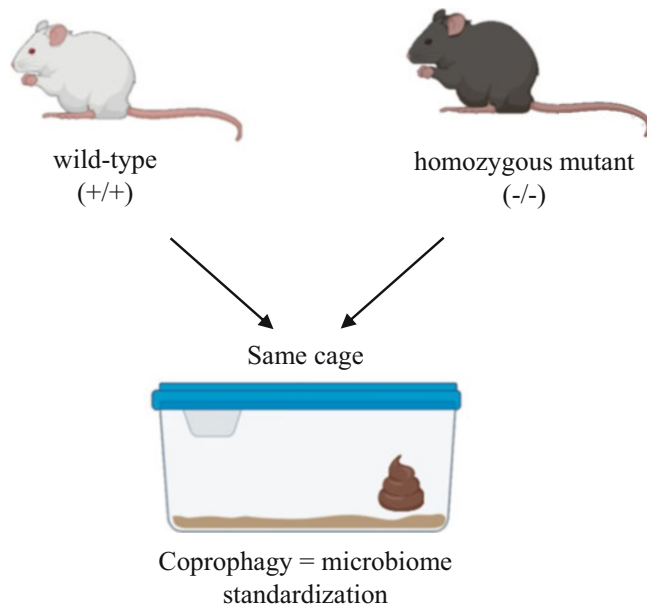 wild-type
(+/+)
homozygous mutant
(-/-)
Same cage
Coprophagy = microbiome
standardization